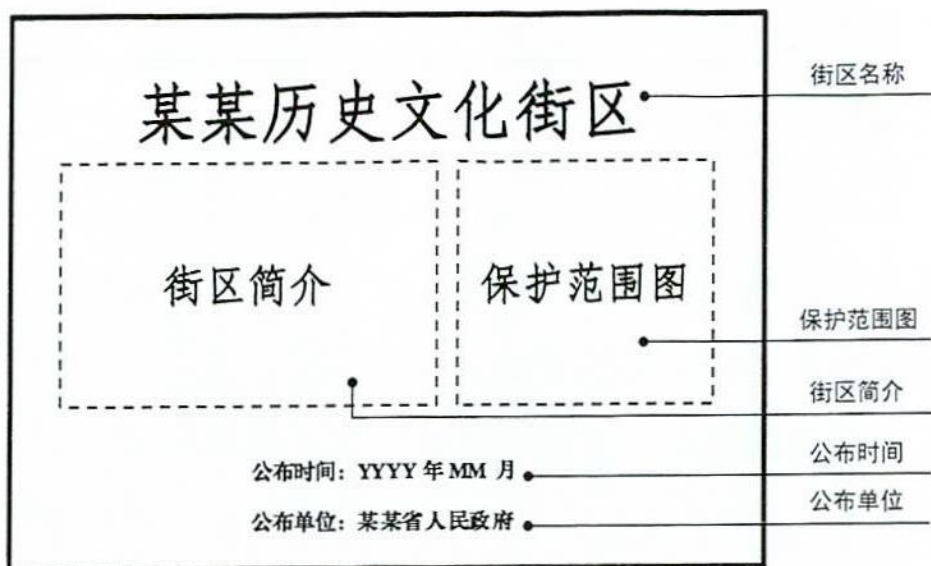 某某历史文化街区
街区名称
街区简介
保护范围图
保护范围图
街区简介
公布时间：YYYY 年 MM 月
公布时间
公布单位：某某省人民政府
公布单位